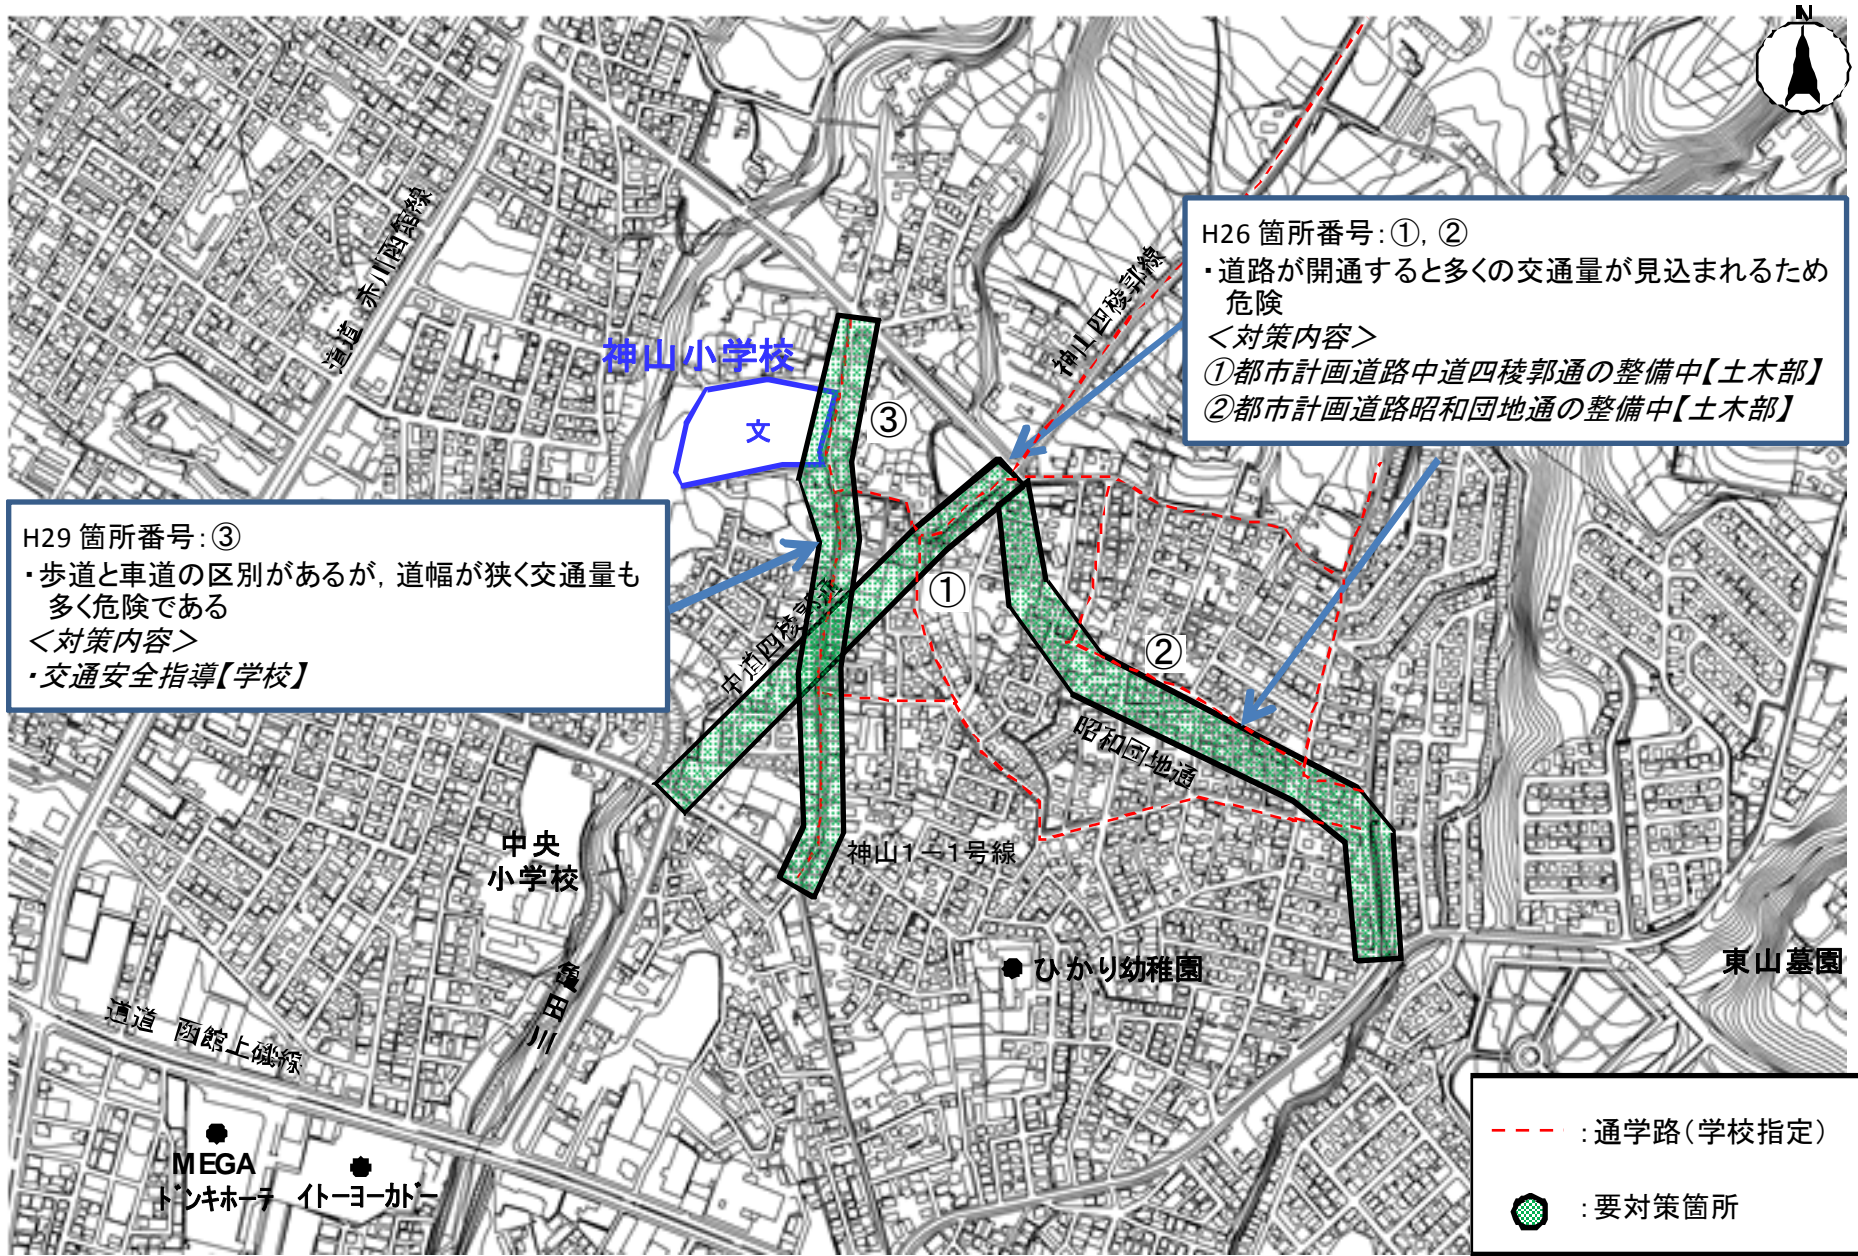 N
道道 赤川函館線
神山四稜郭線
H26 箇所番号：①，②
・道路が開通すると多くの交通量が見込まれるため
危険
＜対策内容＞
①都市計画道路中道四稜郭通の整備中【土木部】
②都市計画道路昭和団地通の整備中【土木部】
神山小学校
文
③
H29 箇所番号：③
・歩道と車道の区別があるが，道幅が狭く交通量も
多く危険である
＜対策内容＞
・交通安全指導【学校】
①
中道四稜郭通
②
昭和団地通
中央
小学校
神山１－１号線
亀田川
ひかり幼稚園
東山墓園
道道 函館上磯線
MEGA
ドンキホーテ
イトーヨーカドー
：通学路（学校指定）
：要対策箇所